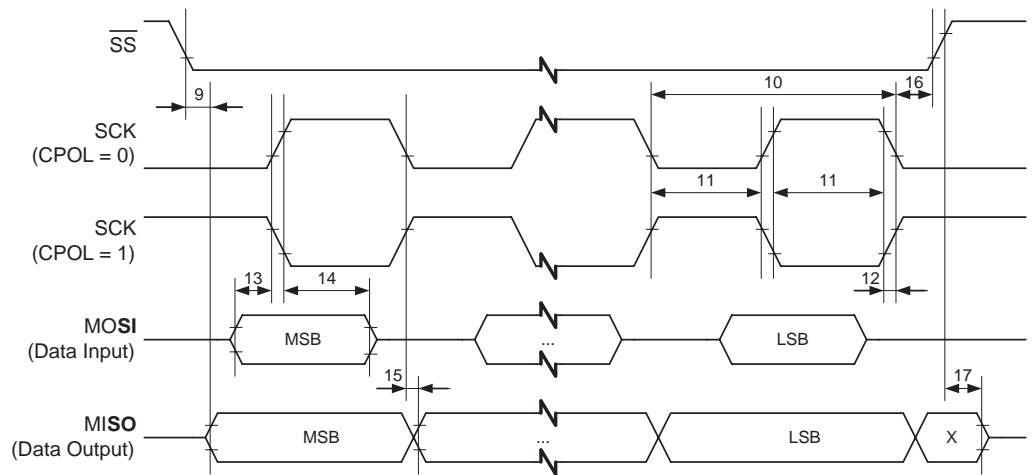 SS
10
16
9
SCK
(CPOL = 0)
11
11
SCK
(CPOL = 1)
13
14
12
MOSI
(Data Input)
MSB
...
LSB
15
17
MISO
(Data Output)
MSB
...
LSB
X